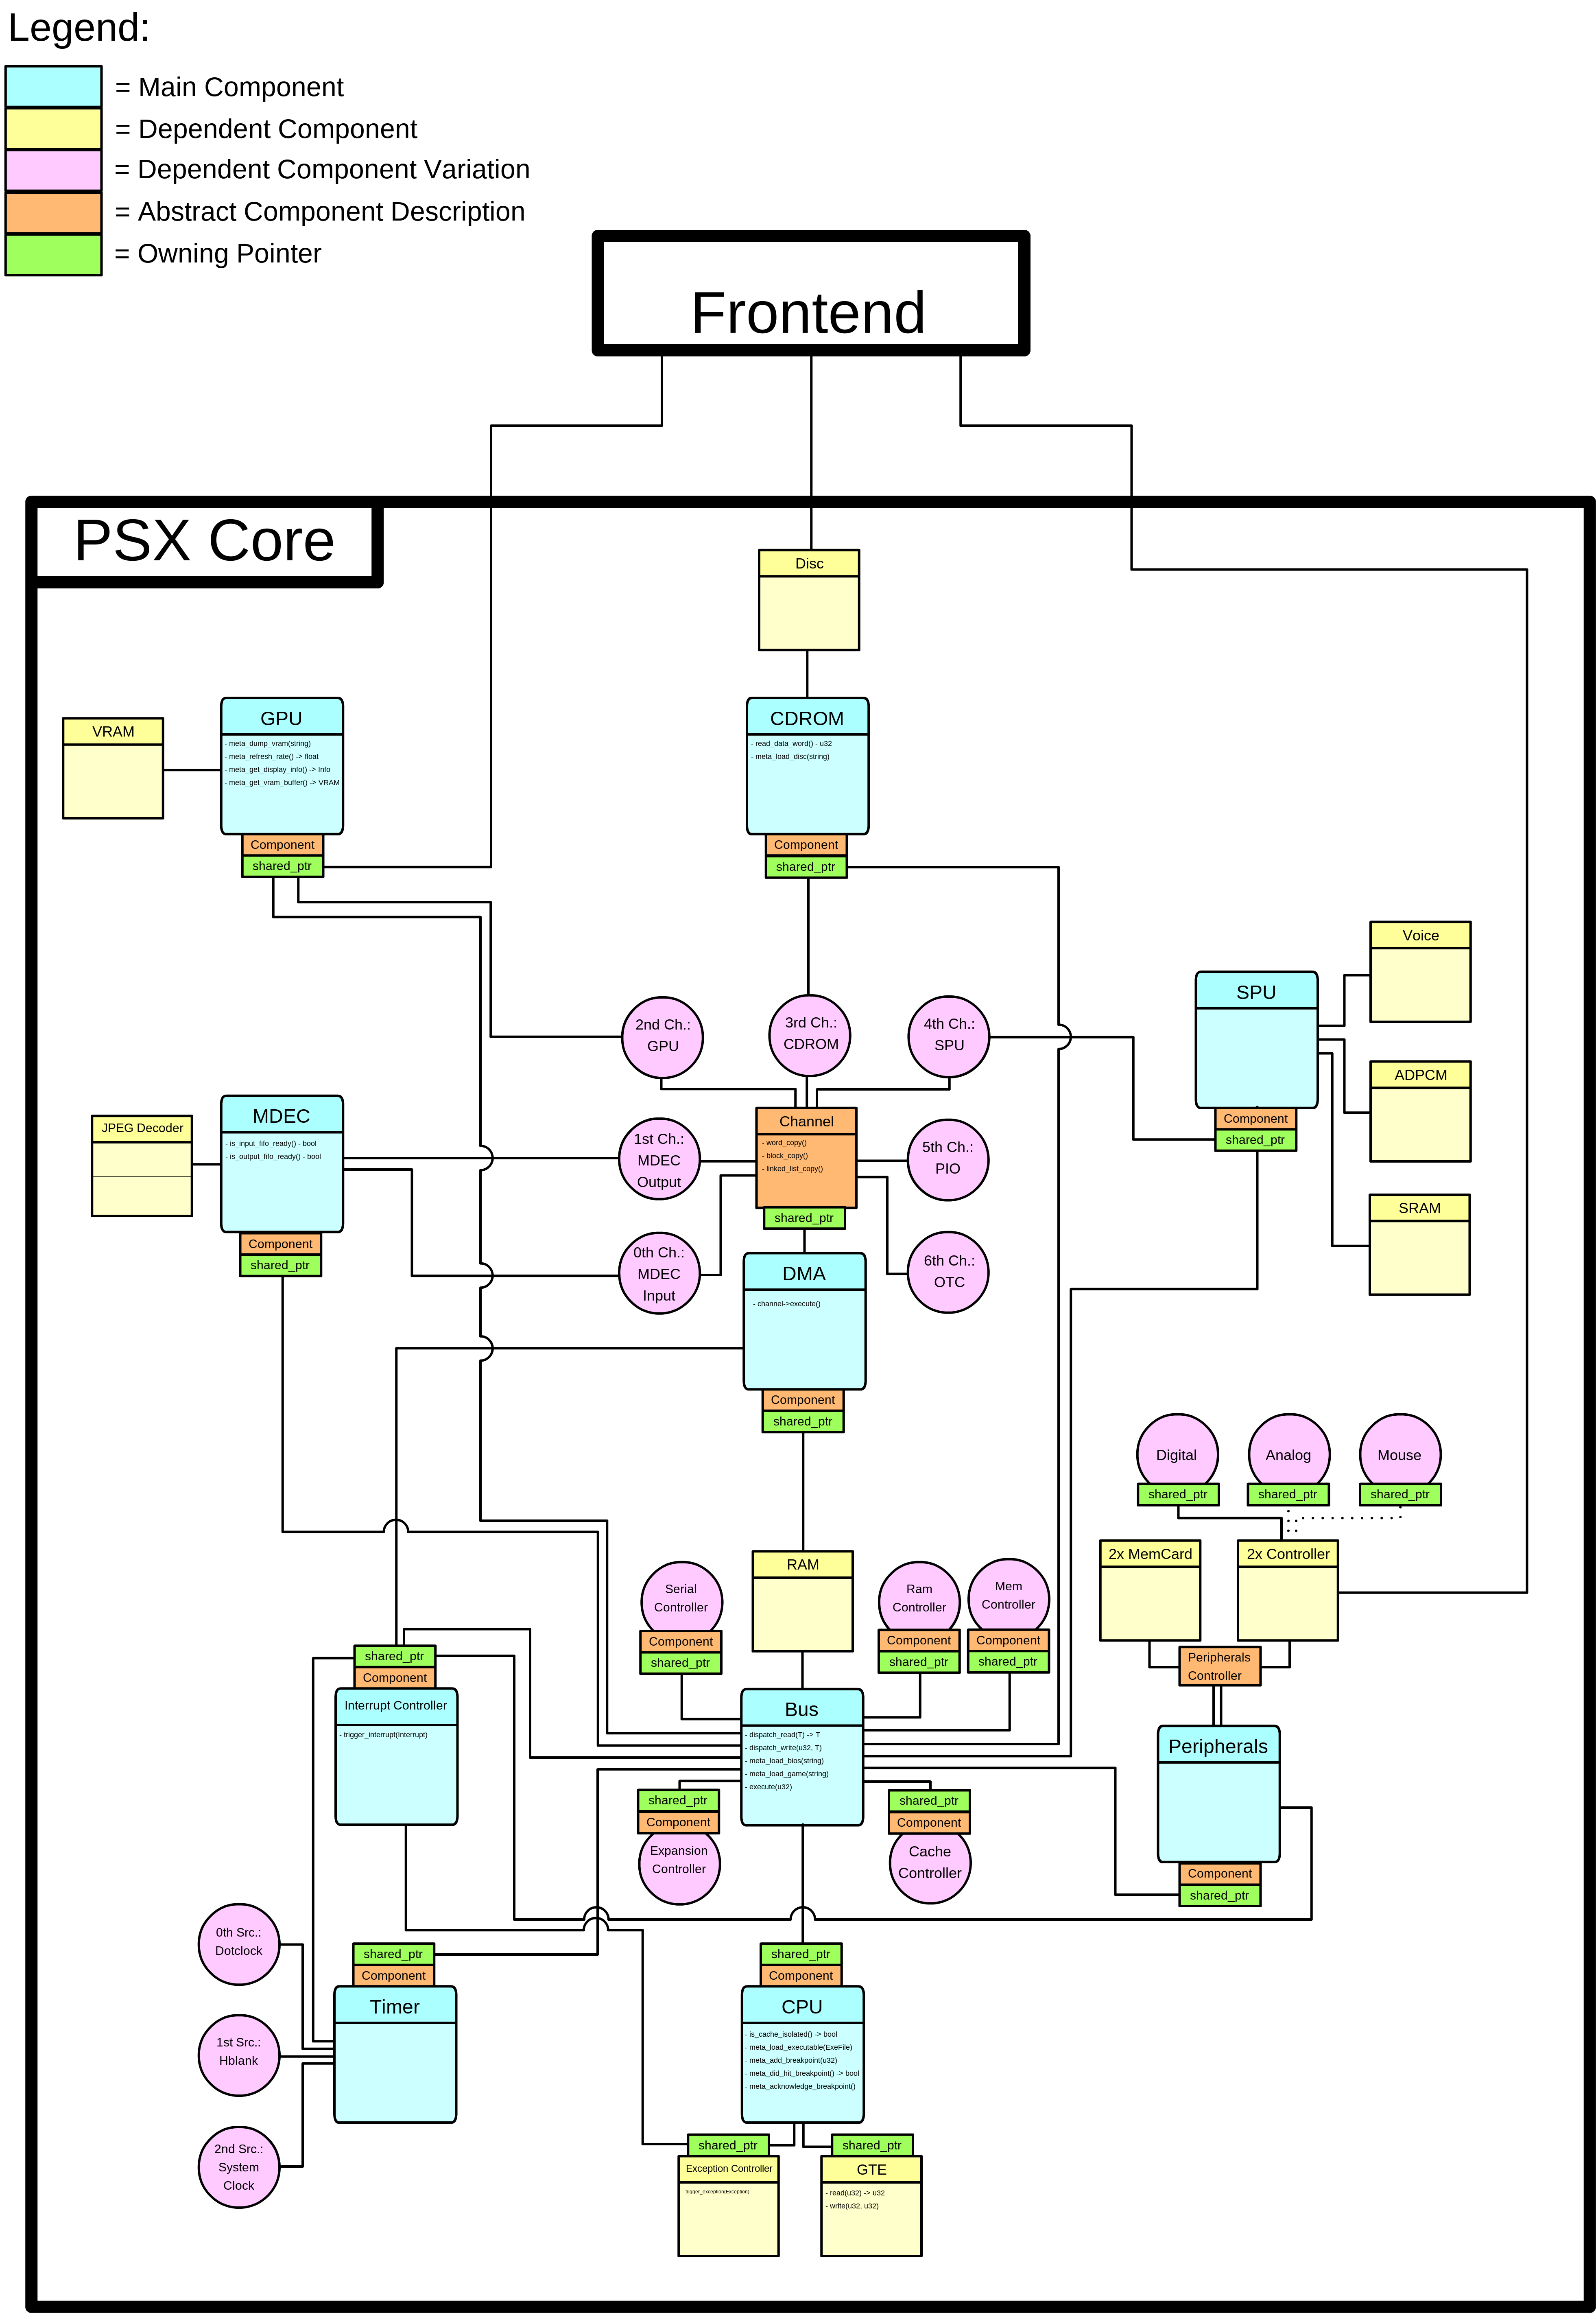 Legend:
= Main Component
= Dependent Component
= Dependent Component Variation
= Abstract Component Description
= Owning Pointer
Frontend
PSX Core
Disc
GPU
- meta_dump_vram(string)
- meta_refresh_rate() -> float
- meta_get_display_info() -> Info
- meta_get_vram_buffer() -> VRAM
Component
shared_ptr
VRAM
CDROM
- read_data_word() - u32
- meta_load_disc(string)
Component
shared_ptr
Voice
SPU
Component
shared_ptr
ADPCM
SRAM
2nd Ch.:
GPU
3rd Ch.:
CDROM
4th Ch.:
SPU
MDEC
- is_input_fifo_ready() - bool
- is_output_fifo_ready() - bool
Component
shared_ptr
JPEG Decoder
1st Ch.:
MDEC
Output
Channel
- word_copy()
- block_copy()
- linked_list_copy()
shared_ptr
5th Ch.:
PIO
0th Ch.:
MDEC
Input
6th Ch.:
OTC
DMA
- channel->execute()
Component
shared_ptr
Digital
shared_ptr
Analog
shared_ptr
Mouse
shared_ptr
2x MemCard
2x Controller
Peripherals
Controller
Peripherals
Component
shared_ptr
RAM
Serial
Controller
Component
shared_ptr
Ram
Controller
Component
shared_ptr
Mem
Controller
Component
shared_ptr
shared_ptr
Component
Interrupt Controller
- trigger_interrupt(Interrupt)
Bus
- dispatch_read(T) -> T
- dispatch_write(u32, T)
- meta_load_bios(string)
- meta_load_game(string)
- execute(u32)
shared_ptr
Component
Expansion
Controller
shared_ptr
Component
Cache
Controller
0th Src.:
Dotclock
1st Src.:
Hblank
2nd Src.:
System
Clock
shared_ptr
Component
Timer
shared_ptr
Component
CPU
- is_cache_isolated() -> bool
- meta_load_executable(ExeFile)
- meta_add_breakpoint(u32)
- meta_did_hit_breakpoint() -> bool
- meta_acknowledge_breakpoint()
shared_ptr
Exception Controller
- trigger_exception(Exception)
shared_ptr
GTE
- read(u32) -> u32
- write(u32, u32)